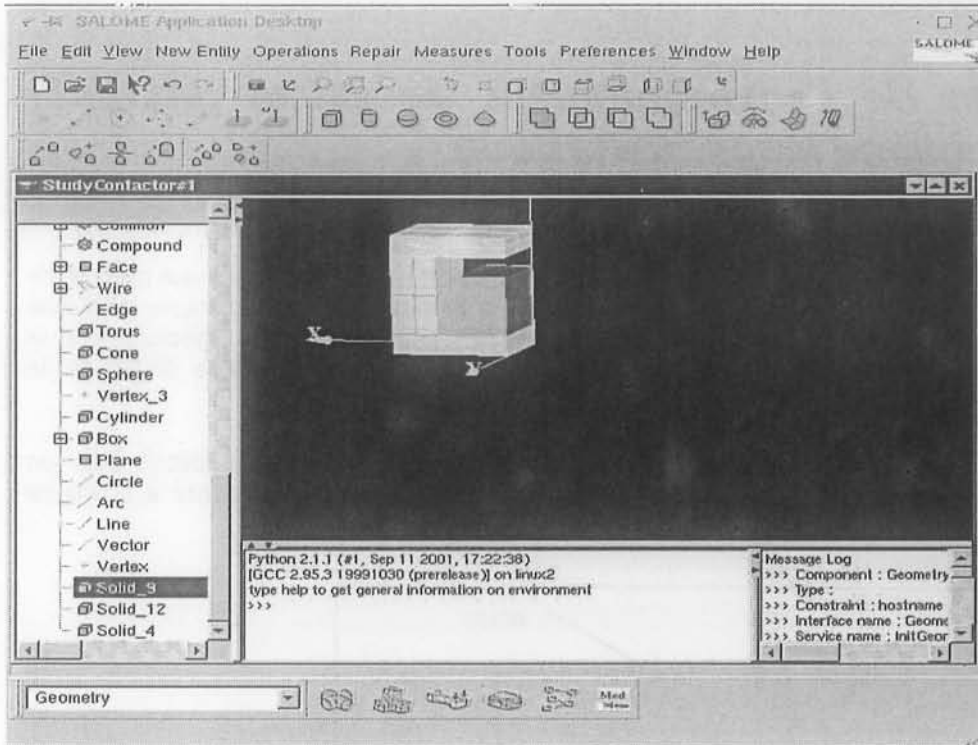 SALOME Application Desktop
File Edit View New Entity Operations Repair Measures Tools Preferences Window Help
SALOME
StudyContactor#1
Common
Compound
Face
Wire
Edge
Torus
Cone
Sphere
Vertex_3
Cylinder
Box
Plane
Circle
Arc
Line
Vector
Vertex
Solid_9
Solid_12
Solid_4
X
Y
Python 2.1.1 (#1, Sep 11 2001, 17:22:38)
[GCC 2.95.3 19991030 (prerelease)] on linux2
type help to get general information on environment
>>>
Message Log
>>> Component : Geometry
>>> Type :
>>> Constraint : hostname
>>> Interface name : Geome
>>> Service name : InitGeor
Geometry
Med